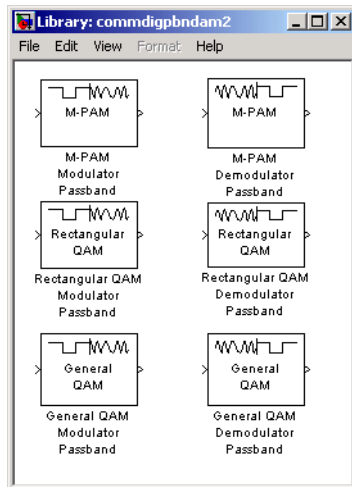 Library: commdigpbndam2
File Edit View Format Help
M-PAM
M-PAM
M-PAM
Modulator
Passband
M-PAM
Demodulator
Passband
Rectangular
QAM
Rectangular
QAM
Rectangular QAM
Modulator
Passband
Rectangular QAM
Demodulator
Passband
General
QAM
General
QAM
General QAM
Modulator
Passband
General QAM
Demodulator
Passband